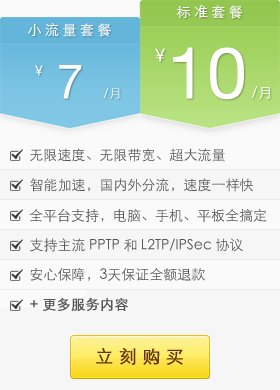 小流量套餐
¥ 7 /月
标准套餐
¥ 10 /月
无限速度、无限带宽、超大流量
智能加速，国内外分流，速度一样快
全平台支持，电脑、手机、平板全搞定
支持主流 PPTP 和 L2TP/IPSec 协议
安心保障，3天保证全额退款
+ 更多服务内容
立刻购买